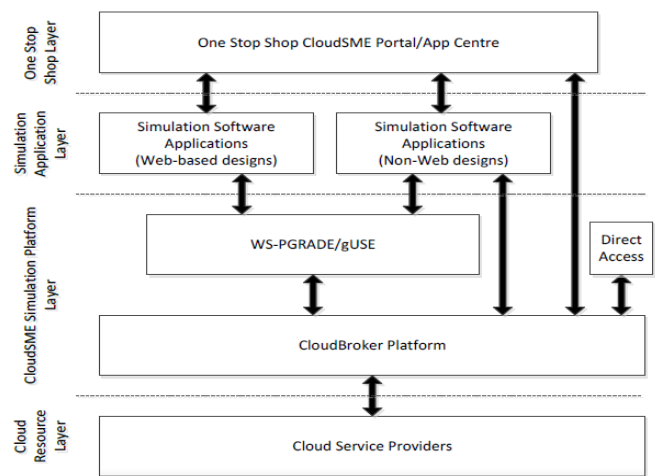 One Stop
Shop Layer
One Stop Shop CloudSME Portal/App Centre
Simulation
Application
Layer
Simulation Software
Applications
(Web-based designs)
Simulation Software
Applications
(Non-Web designs)
CloudSME Simulation Platform
Layer
WS-PGRADE/gUSE
Direct
Access
CloudBroker Platform
Cloud
Resource
Layer
Cloud Service Providers